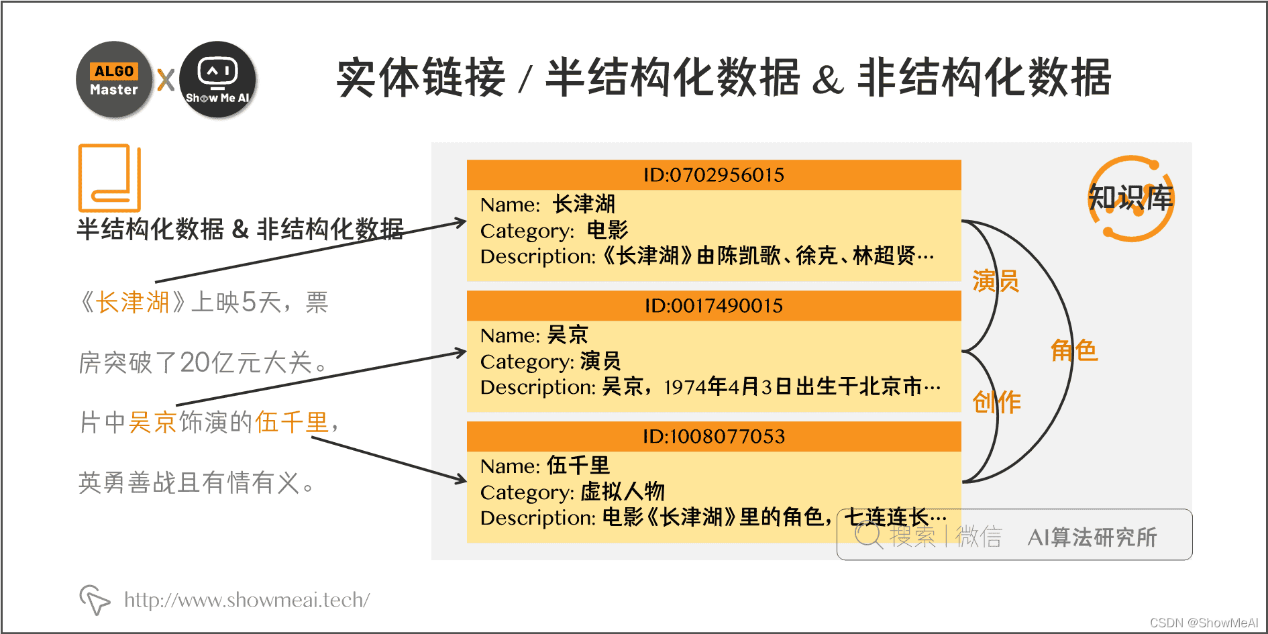 ALGO
Master
X
Show Me AI
实体链接 / 半结构化数据 & 非结构化数据
半结构化数据 & 非结构化数据
《长津湖》上映5天，票
房突破了20亿元大关。
片中吴京饰演的伍千里，
英勇善战且有情有义。
ID:0702956015
Name: 长津湖
Category: 电影
Description: 《长津湖》由陈凯歌、徐克、林超贤…
ID:0017490015
Name: 吴京
Category: 演员
Description: 吴京，1974年4月3日出生于北京市…
ID:1008077053
Name: 伍千里
Category: 虚拟人物
Description: 电影《长津湖》里的角色，七连连长…
知识库
演员
角色
创作
搜索 | 微信 AI算法研究所
http://www.showmeai.tech/
CSDN @ShowMeAI